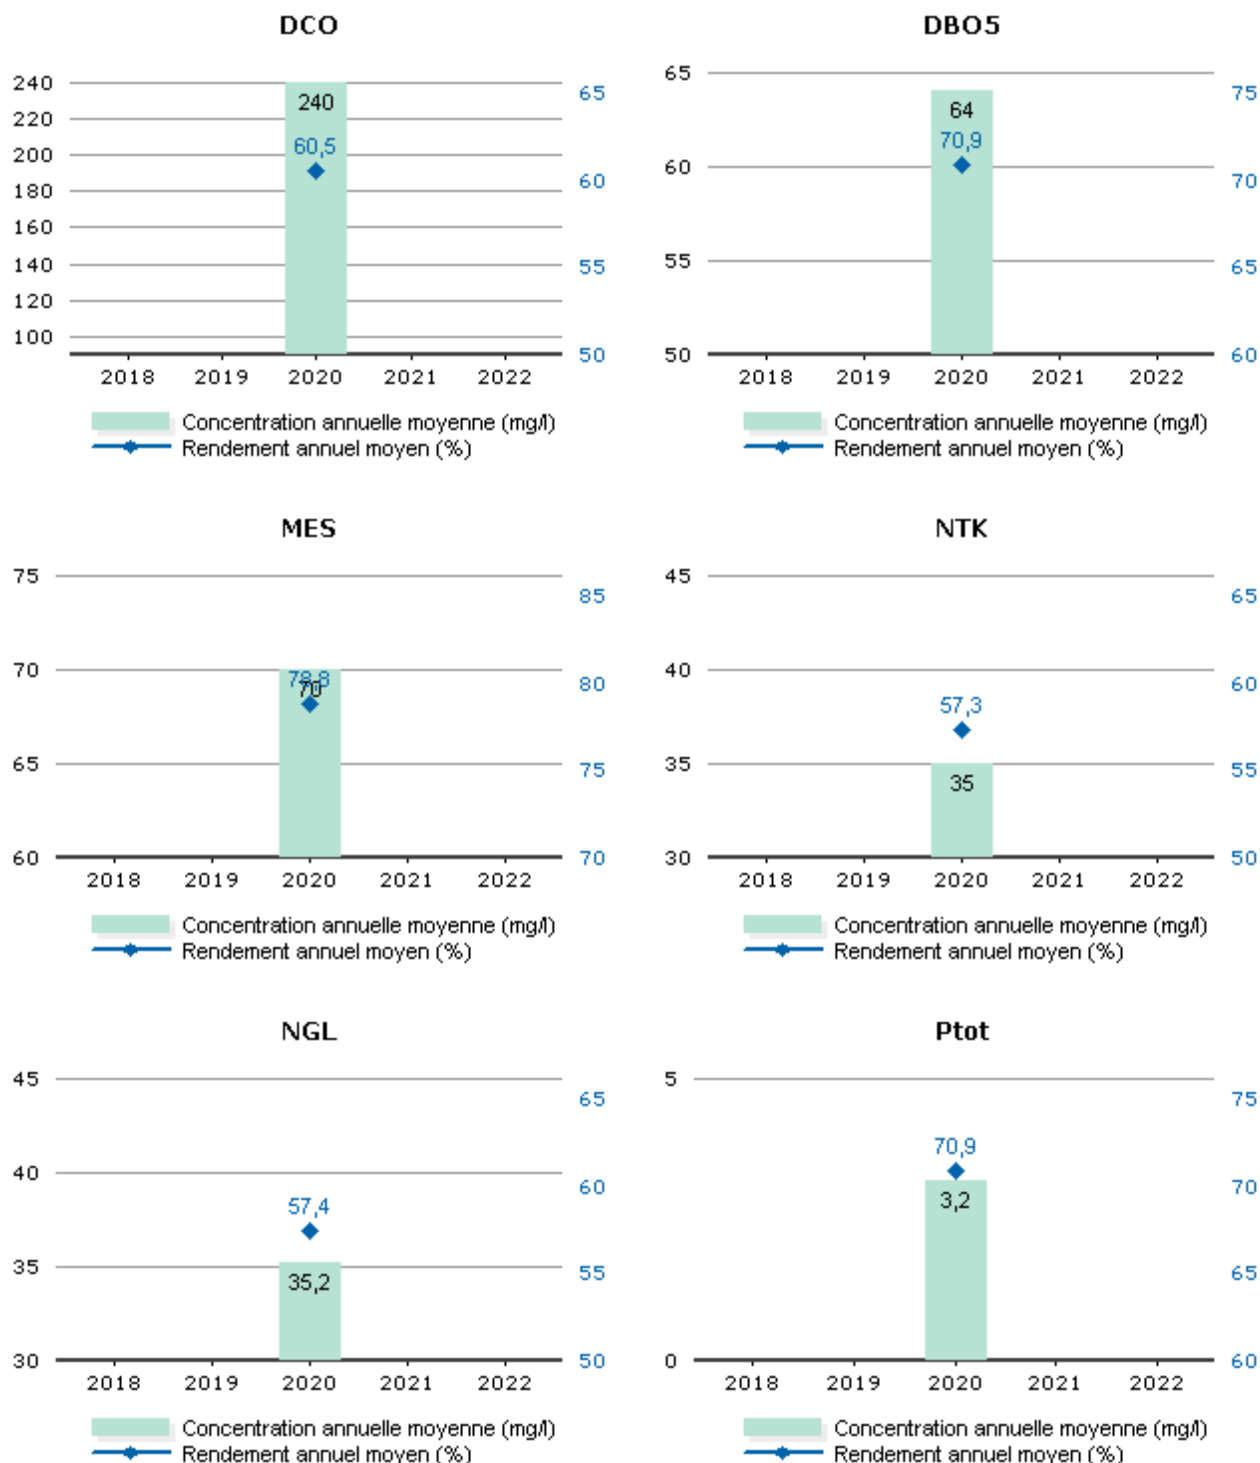 DCO
240
220
200
180
160
140
120
100
240
60,5
65
60
55
50
2018 2019 2020 2021 2022
Concentration annuelle moyenne (mg/l)
Rendement annuel moyen (%)
DBO5
65
60
55
50
64
70,9
75
70
65
60
2018 2019 2020 2021 2022
Concentration annuelle moyenne (mg/l)
Rendement annuel moyen (%)
MES
75
70
65
60
78,8
70
85
80
75
70
2018 2019 2020 2021 2022
Concentration annuelle moyenne (mg/l)
Rendement annuel moyen (%)
NTK
45
40
35
30
57,3
35
65
60
55
50
2018 2019 2020 2021 2022
Concentration annuelle moyenne (mg/l)
Rendement annuel moyen (%)
NGL
45
40
35
30
57,4
35,2
65
60
55
50
2018 2019 2020 2021 2022
Concentration annuelle moyenne (mg/l)
Rendement annuel moyen (%)
Ptot
5
0
70,9
3,2
75
70
65
60
2018 2019 2020 2021 2022
Concentration annuelle moyenne (mg/l)
Rendement annuel moyen (%)